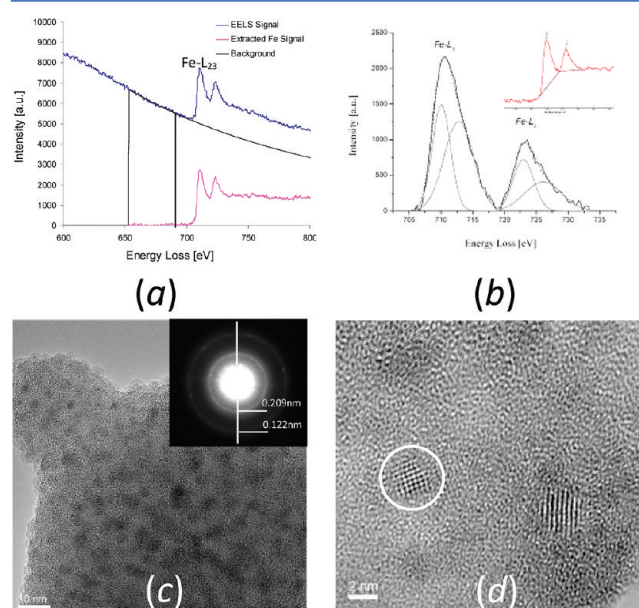 10000
9000
8000
7000
6000
5000
4000
3000
2000
1000
0
Intensity [a.u.]
EELS Signal
Extracted Fe Signal
Background
Fe-L23
600 650 700 750 800
Energy Loss [eV]
(a)
2500
2000
1500
1000
500
0
Intensity [a.u.]
Fe-L
Fe-L
705 710 715 720 725 730 735
Energy Loss [eV]
(b)
0.209nm
0.122nm
10 nm
(c)
2 nm
(d)